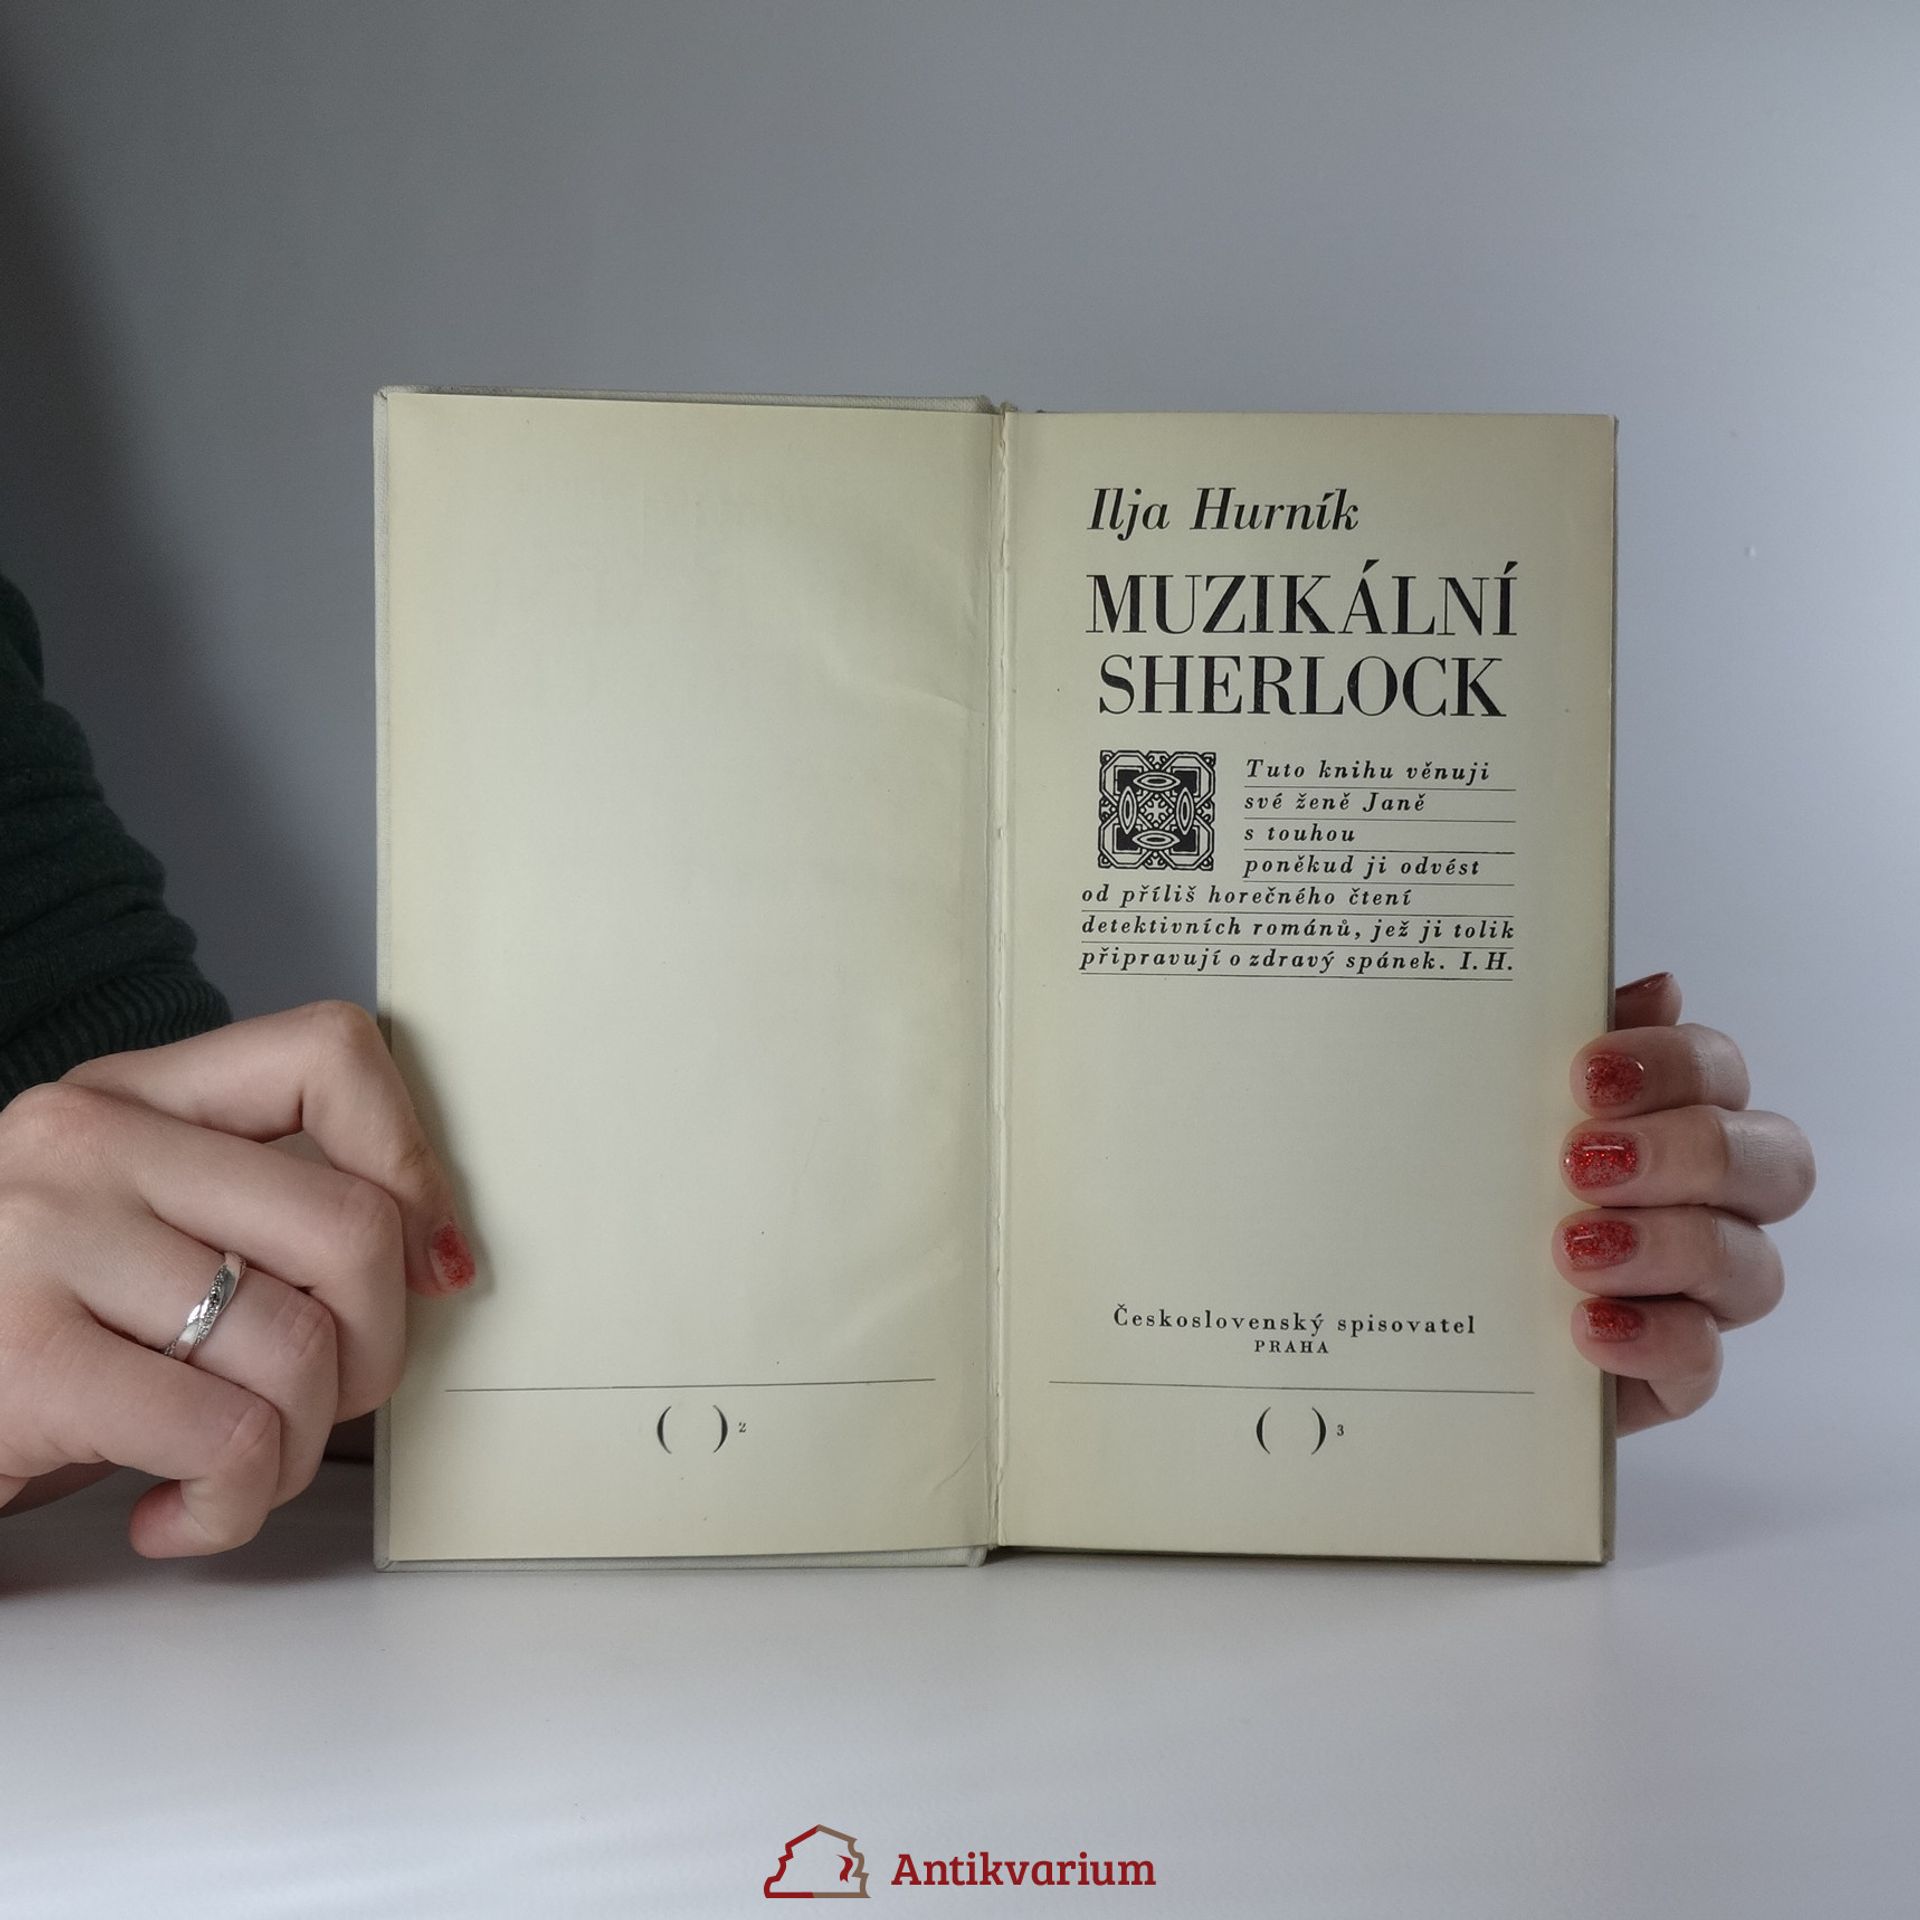 Ilja Hurník
MUZIKÁLNÍ
SHERLOCK
Tuto knihu věnuji
své ženě Janě
s touhou
poněkud ji odvést
od příliš horečného čtení
detektivních románů, jež ji tolik
připravují o zdravý spánek. I. H.
Československý spisovatel
PRAHA
( ) 2
( ) 3
Antikvarium